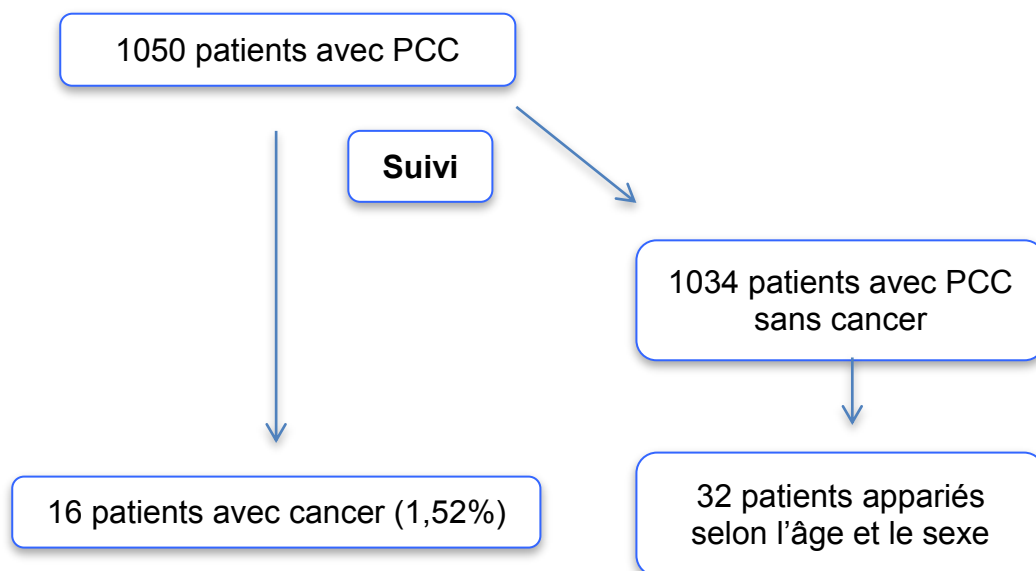 1050 patients avec PCC
Suivi
1034 patients avec PCC
sans cancer
16 patients avec cancer (1,52%)
32 patients appariés
selon l’âge et le sexe